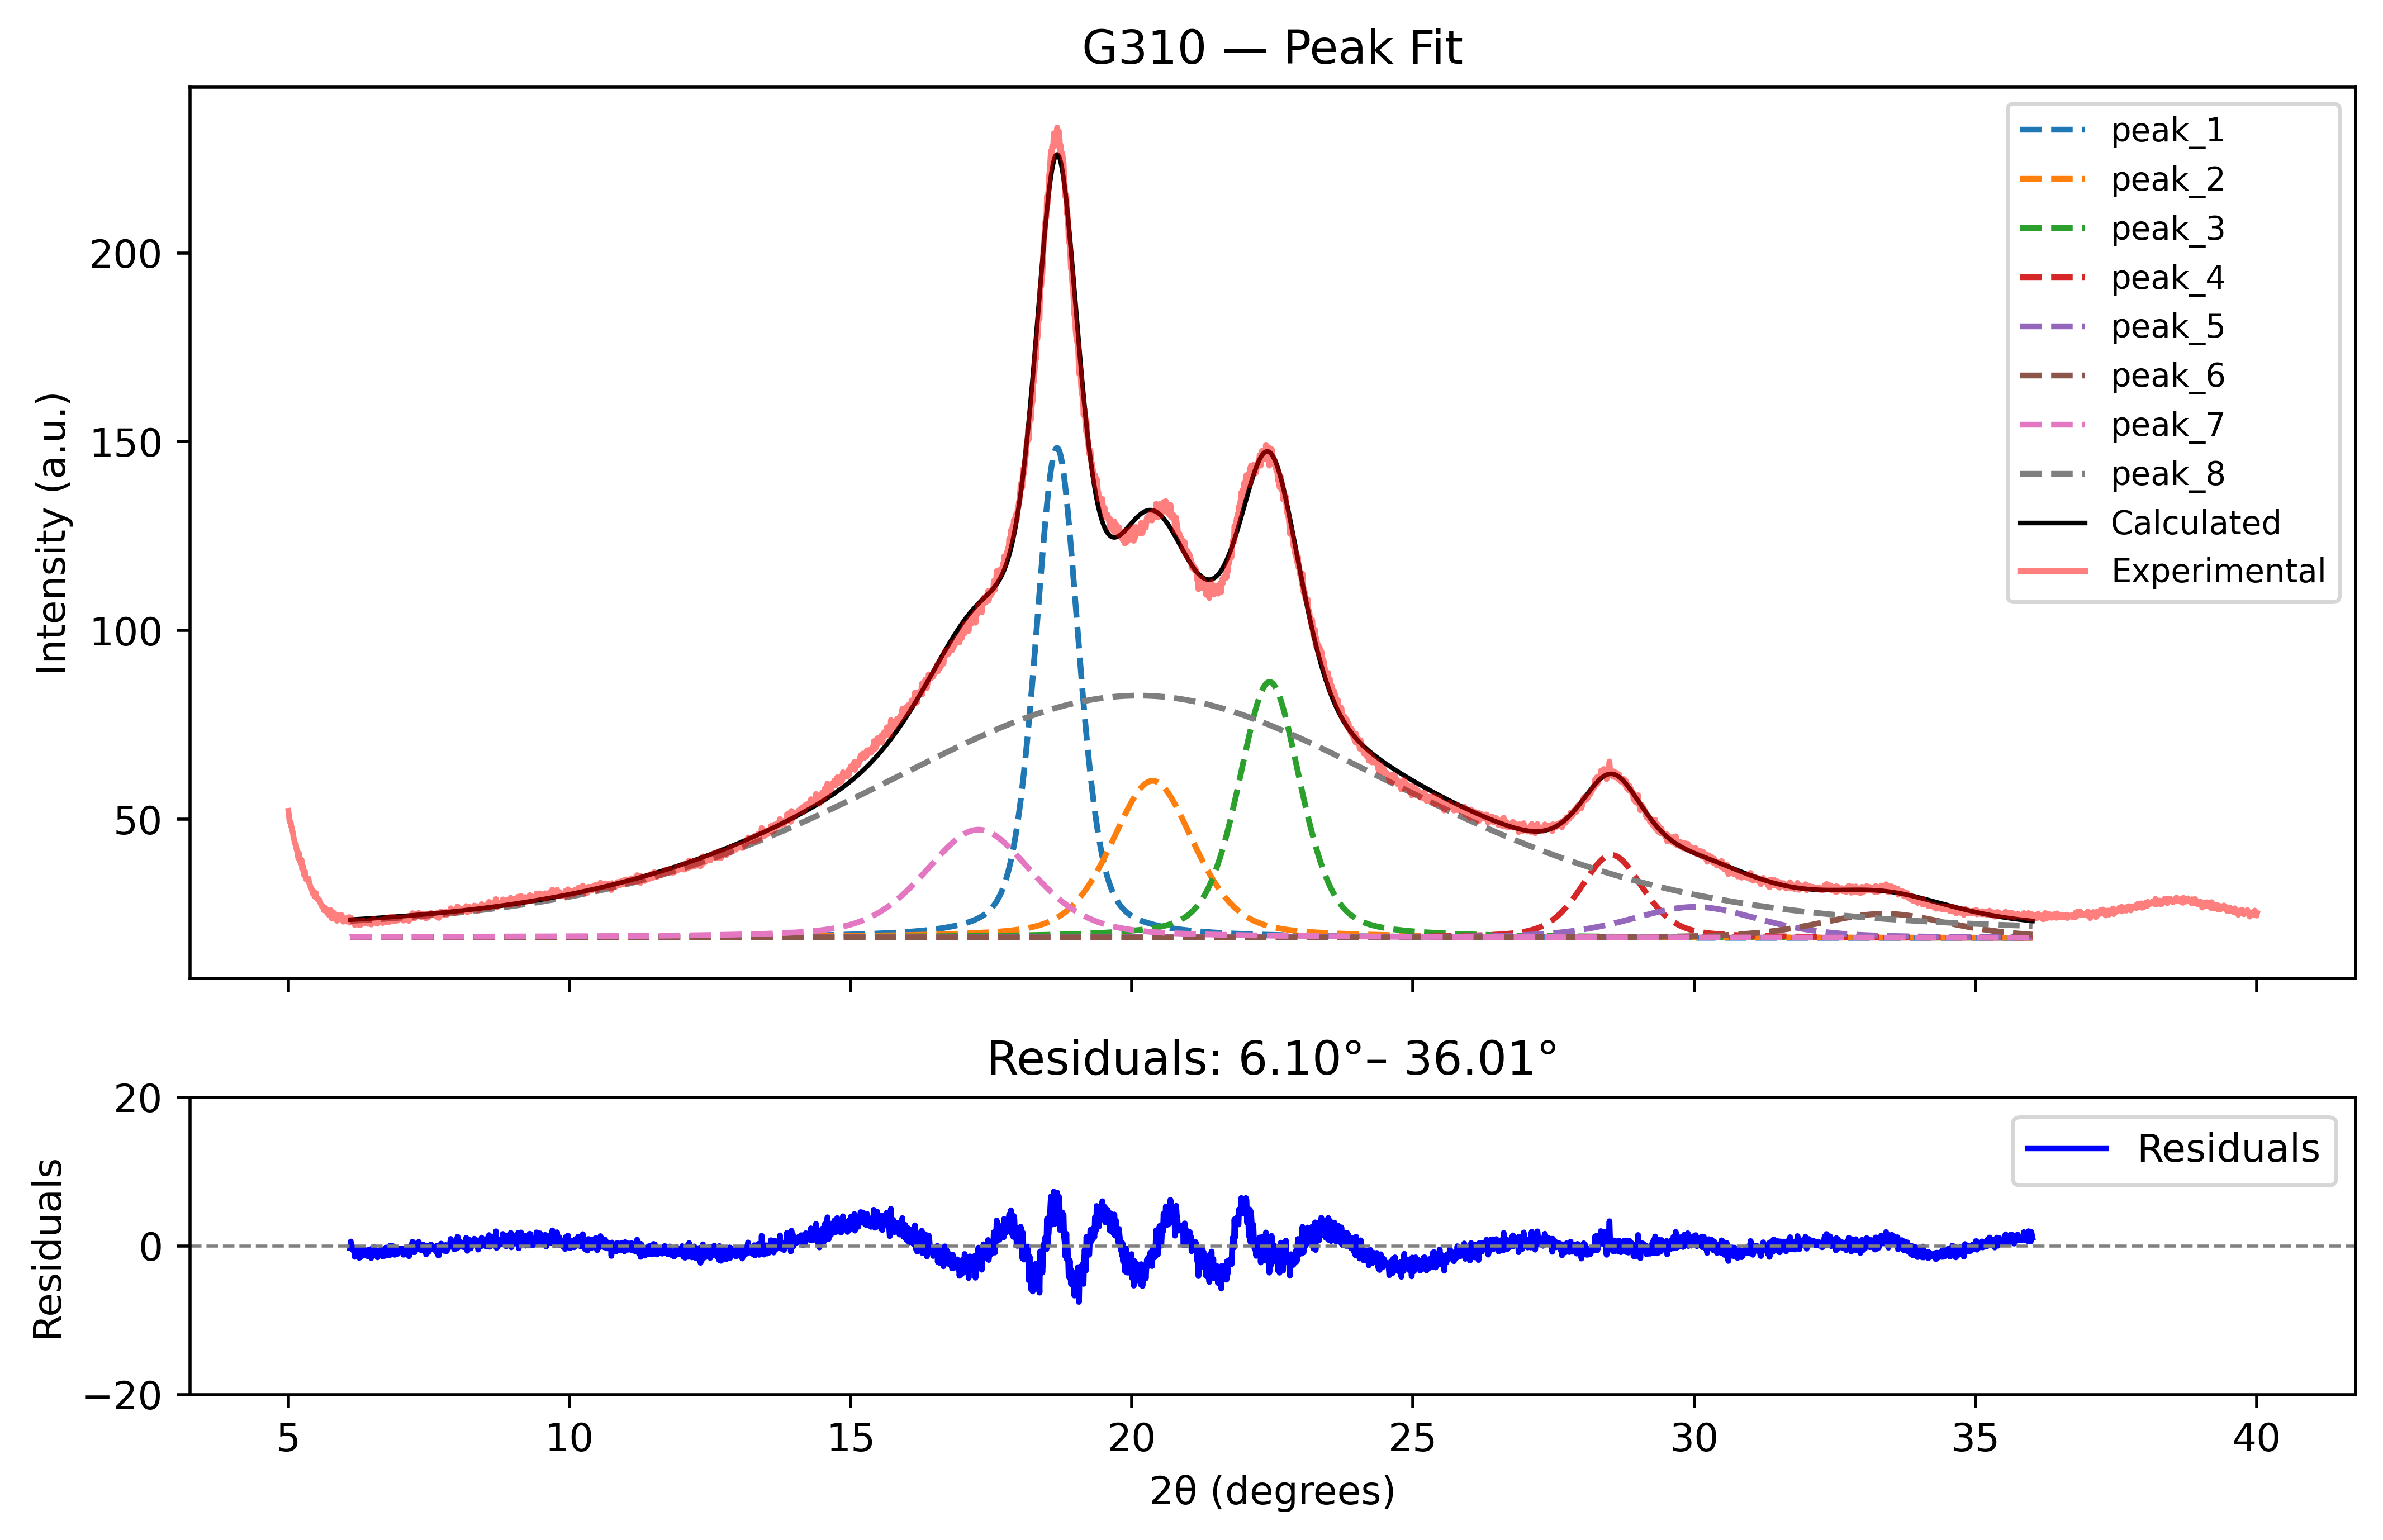 G310 — Peak Fit
Intensity (a.u.)
200
150
100
50
peak_1
peak_2
peak_3
peak_4
peak_5
peak_6
peak_7
peak_8
Calculated
Experimental
Residuals: 6.10°– 36.01°
Residuals
20
0
−20
Residuals
5 10 15 20 25 30 35 40
2θ (degrees)